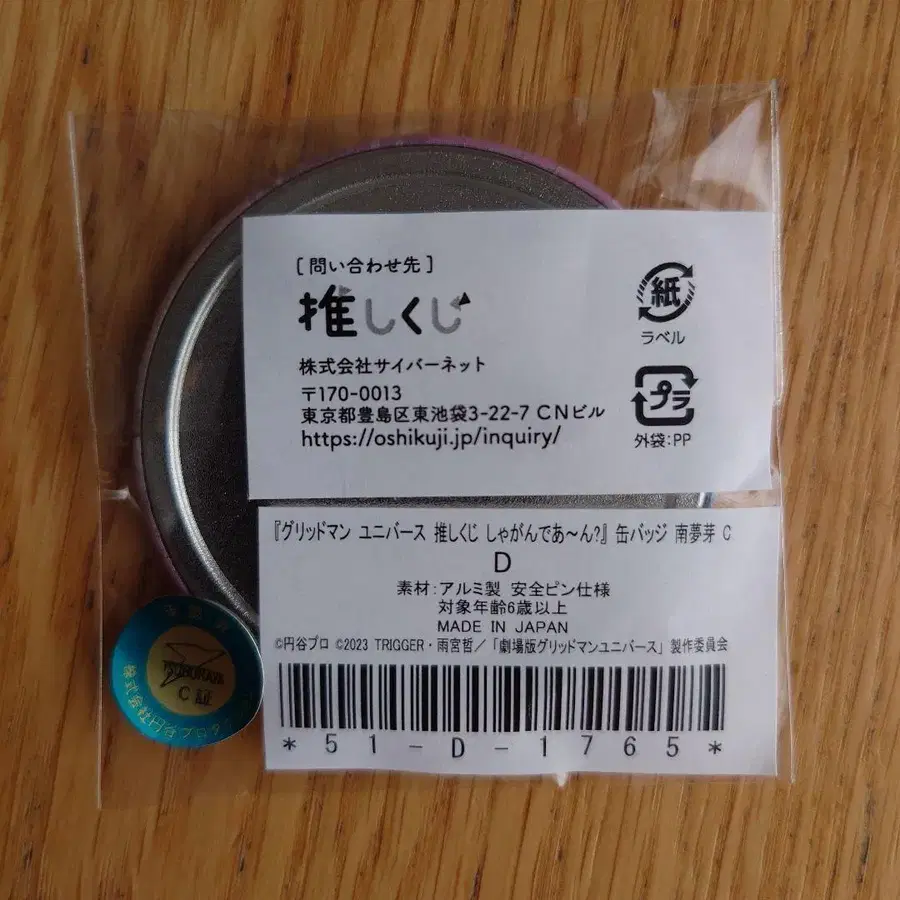 [問い合わせ先]
推しくじ
株式会社サイバーネット
〒170-0013
東京都豊島区東池袋3-22-7 CNビル
https://oshikuji.jp/inquiry/
紙
ラベル
プラ
外袋:PP
『グリッドマン ユニバース 推しくじ しゃがんであ〜ん?』 缶バッジ 南夢芽 C
D
素材:アルミ製 安全ピン仕様
対象年齢6歳以上
MADE IN JAPAN
©円谷プロ ©2023 TRIGGER・雨宮哲/「劇場版グリッドマンユニバース」製作委員会
*51-D-1765*
TSUBURAYA
C証
株式会社円谷プロダ